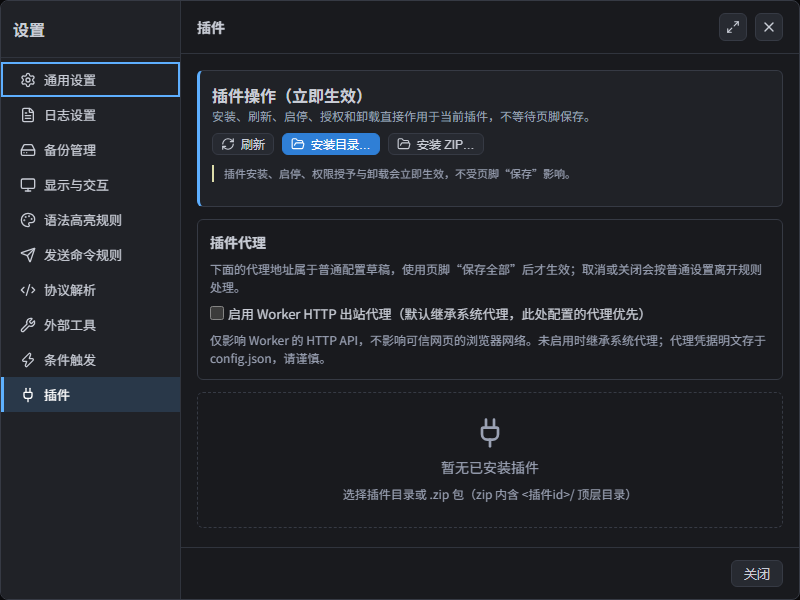 设置
通用设置
日志设置
备份管理
显示与交互
语法高亮规则
发送命令规则
协议解析
外部工具
条件触发
插件
插件
插件操作（立即生效）
安装、刷新、启停、授权和卸载直接作用于当前插件，不等待页脚保存。
刷新
安装目录...
安装 ZIP...
插件安装、启停、权限授予与卸载会立即生效，不受页脚“保存”影响。
插件代理
下面的代理地址属于普通配置草稿，使用页脚“保存全部”后才生效；取消或关闭会按普通设置离开规则
处理。
启用 Worker HTTP 出站代理（默认继承系统代理，此处配置的代理优先）
仅影响 Worker 的 HTTP API，不影响可信网页的浏览器网络。未启用时继承系统代理；代理凭据明文存于
config.json，请谨慎。
暂无已安装插件
选择插件目录或 .zip 包（zip 内含 <插件id>/ 顶层目录）
关闭